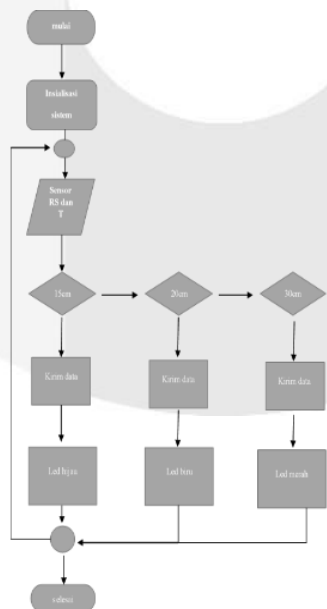 mulai
Inisialisasi
sistem
Sensor
RS dan
T
15cm
20cm
30cm
Kirim data
Kirim data
Kirim data
Led hijau
Led biru
Led merah
selesai